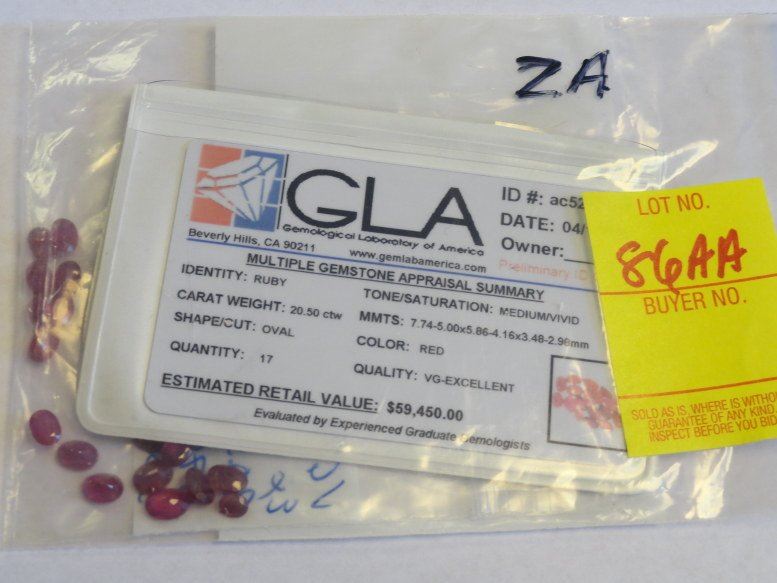 ZA
GLA
Gemological Laboratory of America
Beverly Hills, CA 90211
www.gemlabamerica.com
ID #: ac52
DATE: 04/
Owner:
Preliminary ID
MULTIPLE GEMSTONE APPRAISAL SUMMARY
IDENTITY: RUBY
TONE/SATURATION: MEDIUM/VIVID
CARAT WEIGHT: 20.50 ctw
MMTS: 7.74-5.00x5.86-4.16x3.48-2.98mm
SHAPE/CUT: OVAL
COLOR: RED
QUANTITY: 17
QUALITY: VG-EXCELLENT
ESTIMATED RETAIL VALUE: $59,450.00
Evaluated by Experienced Graduate Gemologists
LOT NO.
86AA
BUYER NO.
SOLD AS IS, WHERE IS WITHOU
GUARANTEE OF ANY KIND
INSPECT BEFORE YOU BID